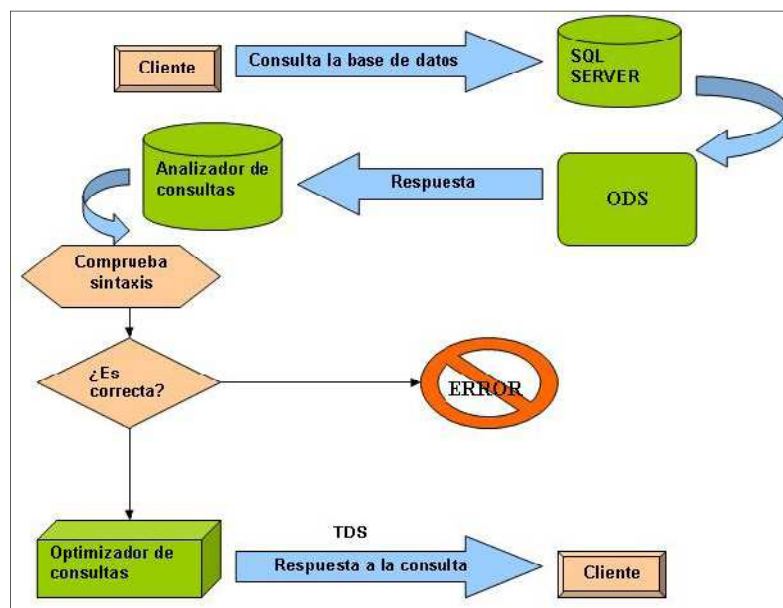 Cliente
Consulta la base de datos
SQL
SERVER
Analizador de
consultas
Respuesta
ODS
Comprueba
sintaxis
¿Es
correcta?
ERROR
Optimizador de
consultas
TDS
Respuesta a la consulta
Cliente